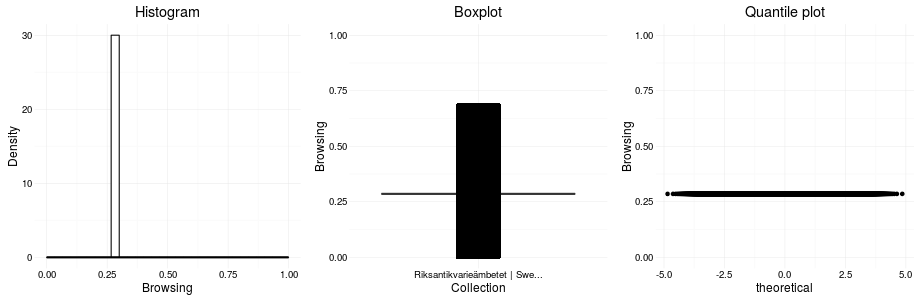 Histogram
Density
30
20
10
0
0.00 0.25 0.50 0.75 1.00
Browsing
Boxplot
Browsing
1.00
0.75
0.50
0.25
0.00
Riksantikvarieämbetet | Swe...
Collection
Quantile plot
Browsing
1.00
0.75
0.50
0.25
0.00
-5.0 -2.5 0.0 2.5 5.0
theoretical